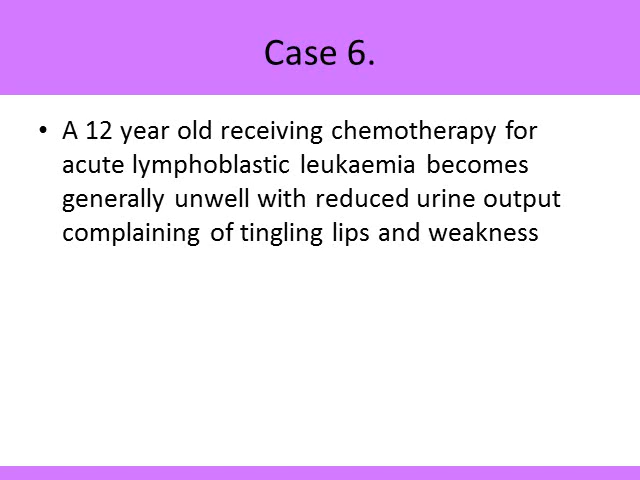 Case 6.
• A 12 year old receiving chemotherapy for
acute lymphoblastic leukaemia becomes
generally unwell with reduced urine output
complaining of tingling lips and weakness